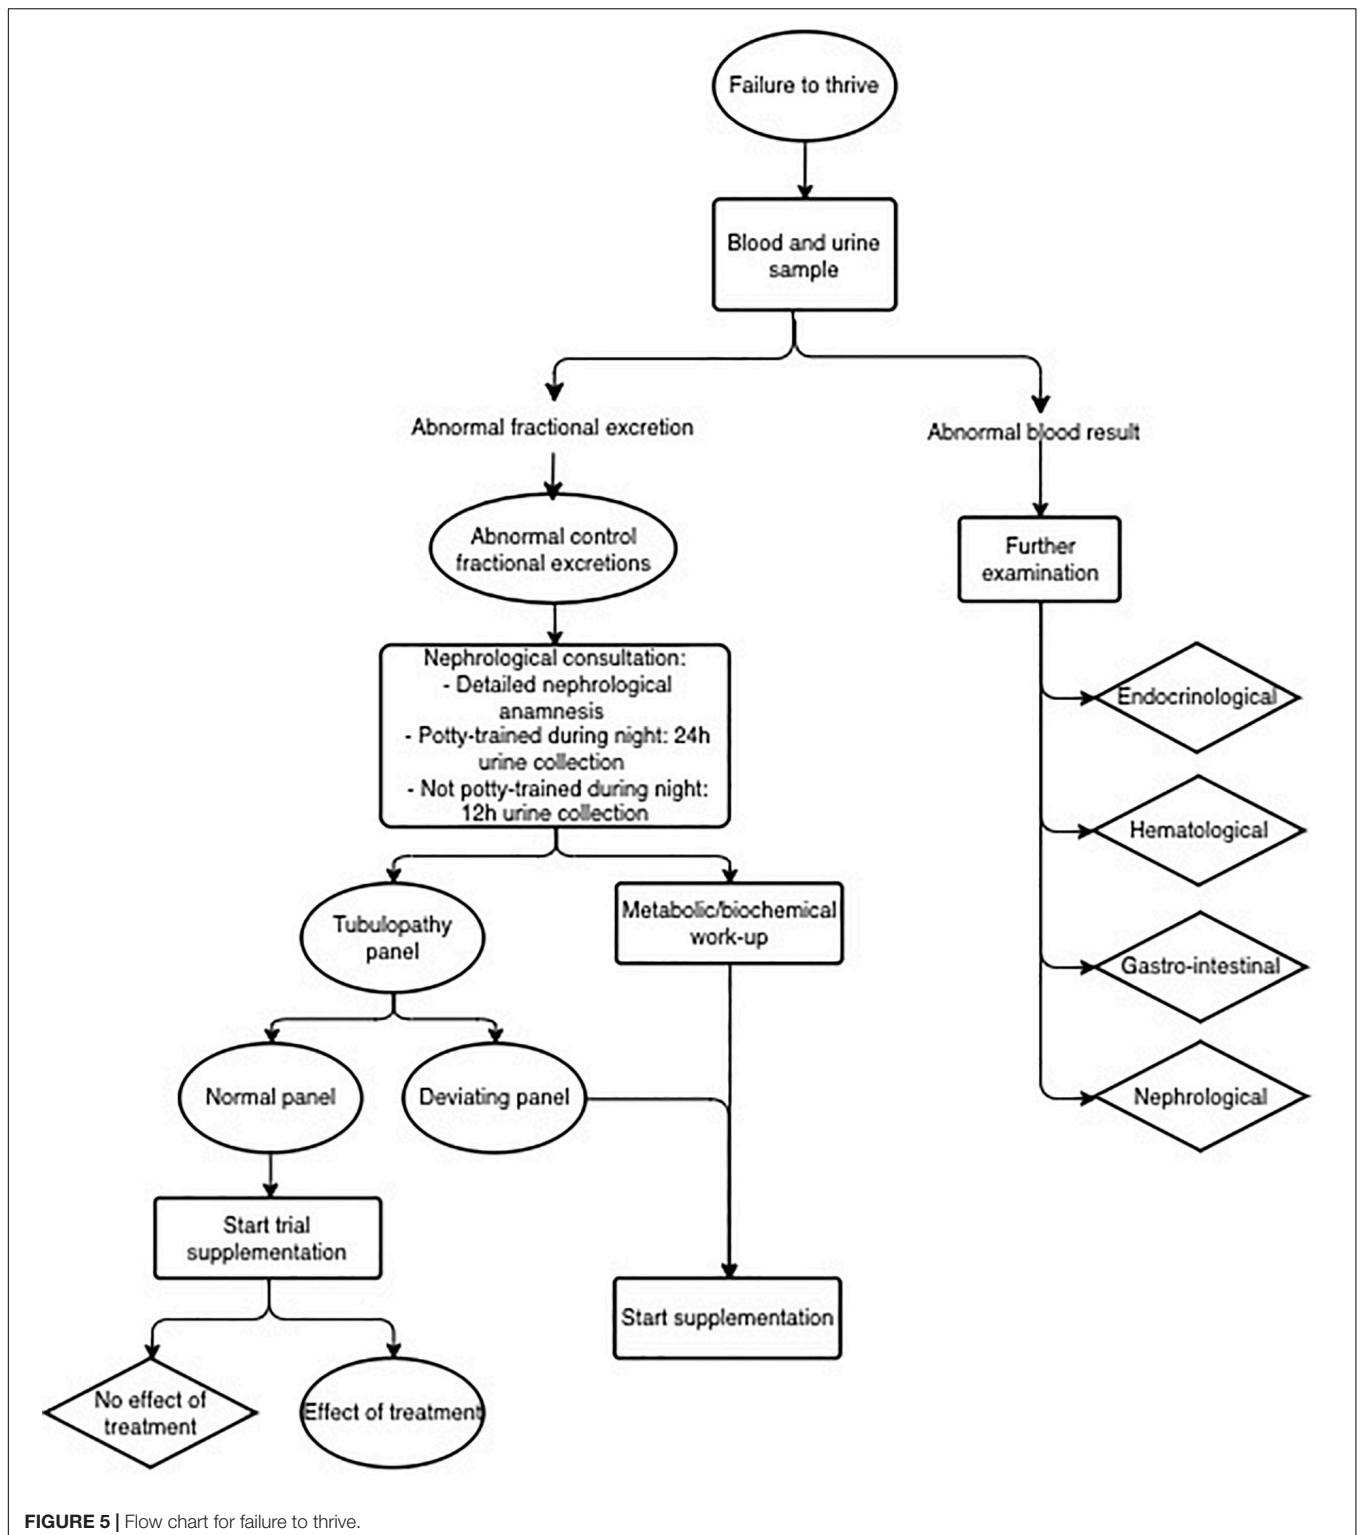 Failure to thrive
Blood and urine
sample
Abnormal fractional excretion
Abnormal blood result
Abnormal control
fractional excretions
Further
examination
Nephrological consultation:
- Detailed nephrological
anamnesis
- Potty-trained during night: 24h
urine collection
- Not potty-trained during night:
12h urine collection
Endocrinological
Hematological
Gastro-intestinal
Nephrological
Tubulopathy
panel
Metabolic/biochemical
work-up
Normal panel
Deviating panel
Start trial
supplementation
Start supplementation
No effect of
treatment
Effect of treatment
FIGURE 5 | Flow chart for failure to thrive.